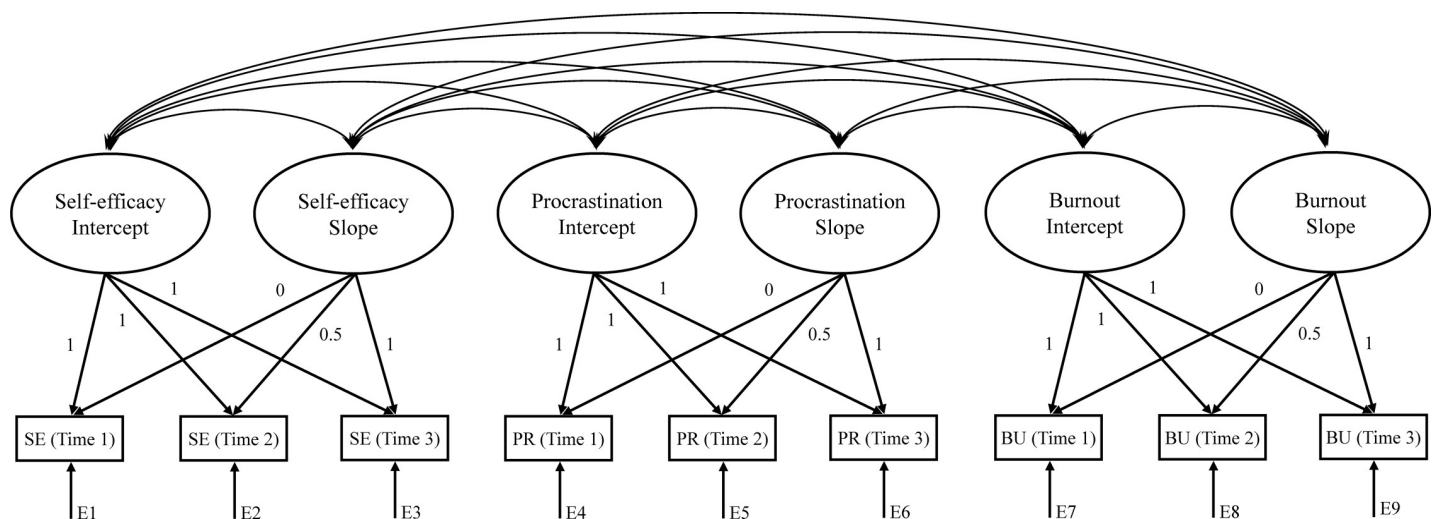 Self-efficacy
Intercept
Self-efficacy
Slope
Procrastination
Intercept
Procrastination
Slope
Burnout
Intercept
Burnout
Slope
1
0
1
0
1
0
1
0.5
1
0.5
1
0.5
1
1
1
1
1
1
SE (Time 1)
SE (Time 2)
SE (Time 3)
PR (Time 1)
PR (Time 2)
PR (Time 3)
BU (Time 1)
BU (Time 2)
BU (Time 3)
E1
E2
E3
E4
E5
E6
E7
E8
E9